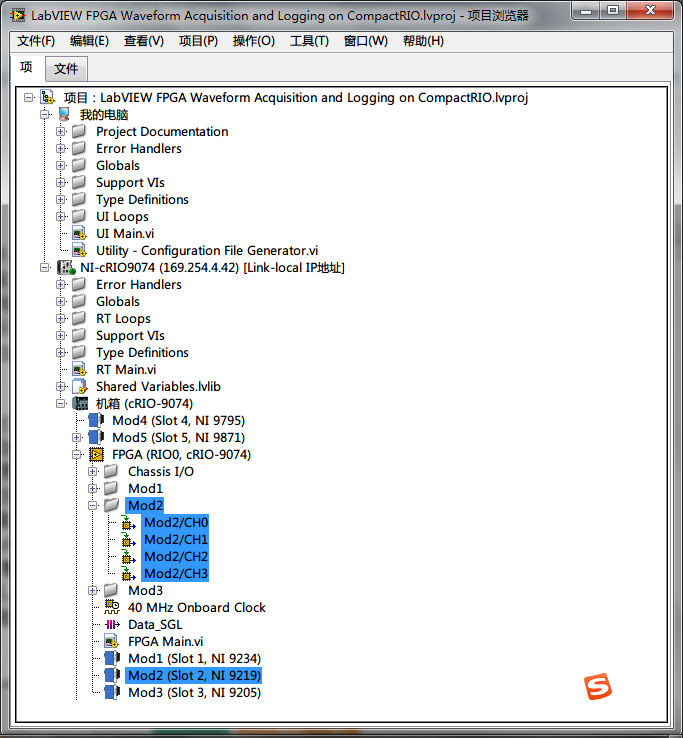 LabVIEW FPGA Waveform Acquisition and Logging on CompactRIO.lvproj - 项目浏览器
文件(F) 编辑(E) 查看(V) 项目(P) 操作(O) 工具(T) 窗口(W) 帮助(H)
项 文件
项目：LabVIEW FPGA Waveform Acquisition and Logging on CompactRIO.lvproj
我的电脑
Project Documentation
Error Handlers
Globals
Support VIs
Type Definitions
UI Loops
UI Main.vi
Utility - Configuration File Generator.vi
NI-cRIO9074 (169.254.4.42) [Link-local IP地址]
Error Handlers
Globals
RT Loops
Support VIs
Type Definitions
RT Main.vi
Shared Variables.lvlib
机箱 (cRIO-9074)
Mod4 (Slot 4, NI 9795)
Mod5 (Slot 5, NI 9871)
FPGA (RIO0, cRIO-9074)
Chassis I/O
Mod1
Mod2
Mod2/CH0
Mod2/CH1
Mod2/CH2
Mod2/CH3
Mod3
40 MHz Onboard Clock
Data_SGL
FPGA Main.vi
Mod1 (Slot 1, NI 9234)
Mod2 (Slot 2, NI 9219)
Mod3 (Slot 3, NI 9205)
S